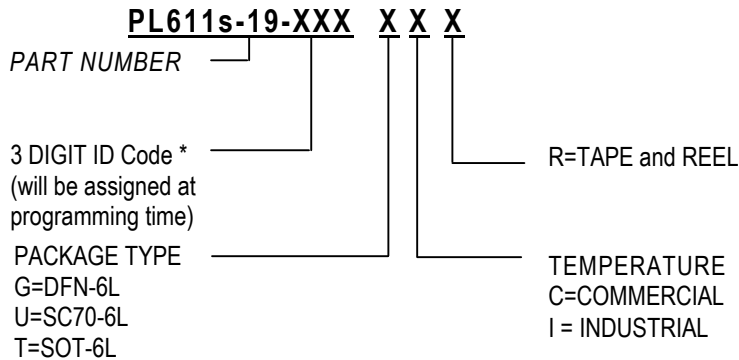 PL611s-19-XXX X X X
PART NUMBER
3 DIGIT ID Code *
(will be assigned at
programming time)
PACKAGE TYPE
G=DFN-6L
U=SC70-6L
T=SOT-6L
R=TAPE and REEL
TEMPERATURE
C=COMMERCIAL
I = INDUSTRIAL